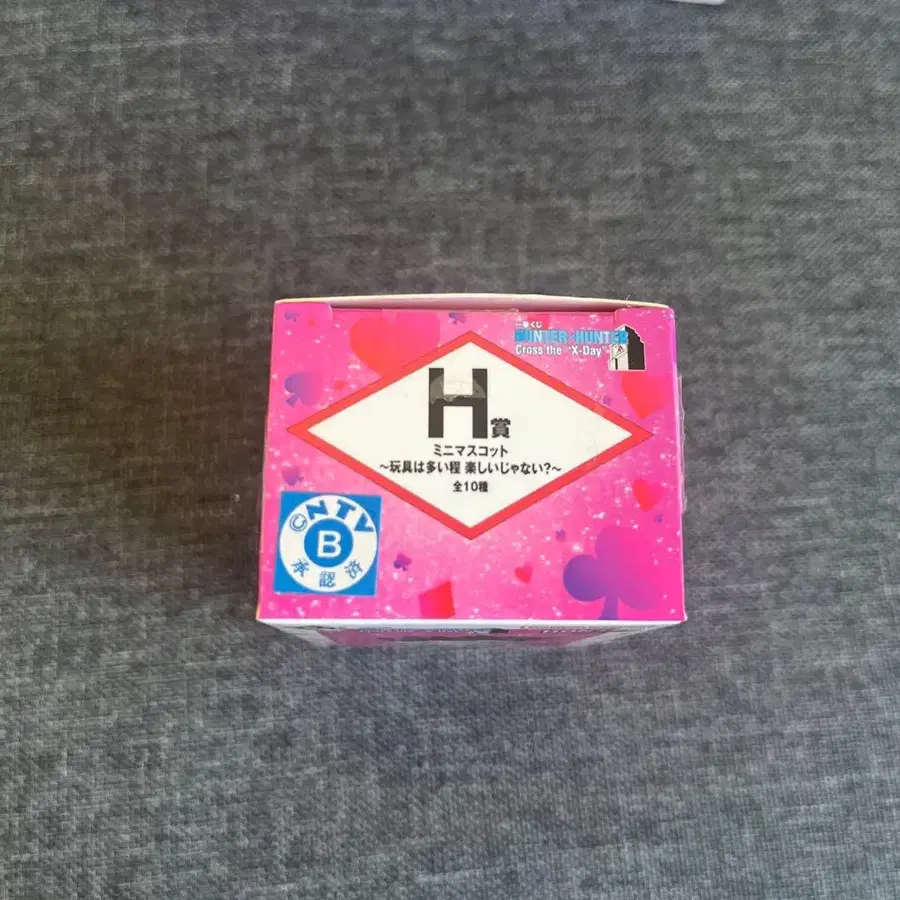 一番くじ
HUNTER×HUNTER
Cross the "X-Day"
H賞
ミニマスコット
〜玩具は多い程 楽しいじゃない?〜
全10種
©NTV
B
承認済